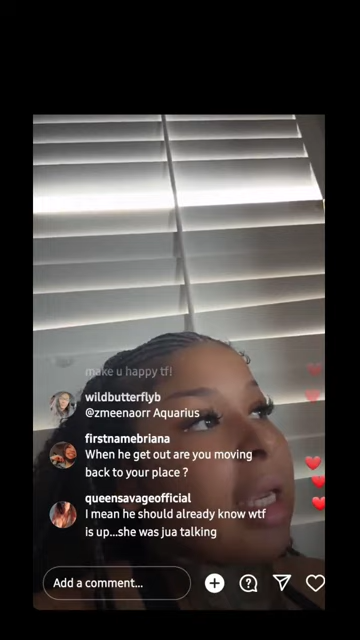 make u happy tf!
wildbutterflyb
@zmeenaorr Aquarius
firstnamebriana
When he get out are you moving
back to your place ?
queensavageofficial
I mean he should already know wtf
is up...she was jua talking
Add a comment...